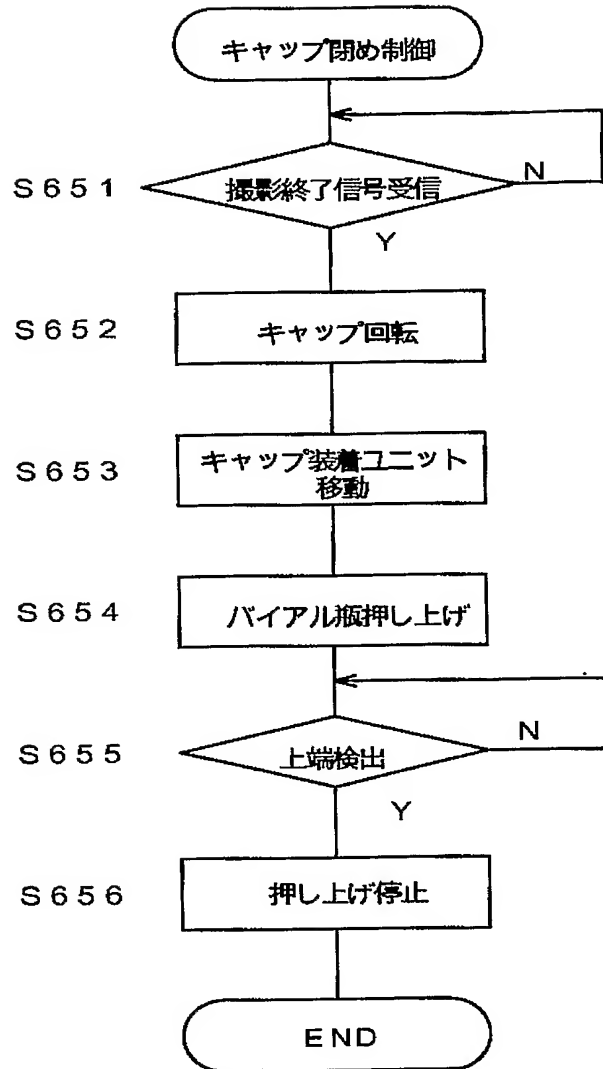 キャップ閉め制御
S651
撮影終了信号受信
N
Y
S652
キャップ回転
S653
キャップ装着ユニット
移動
S654
バイアル瓶押し上げ
S655
上端検出
N
Y
S656
押し上げ停止
END